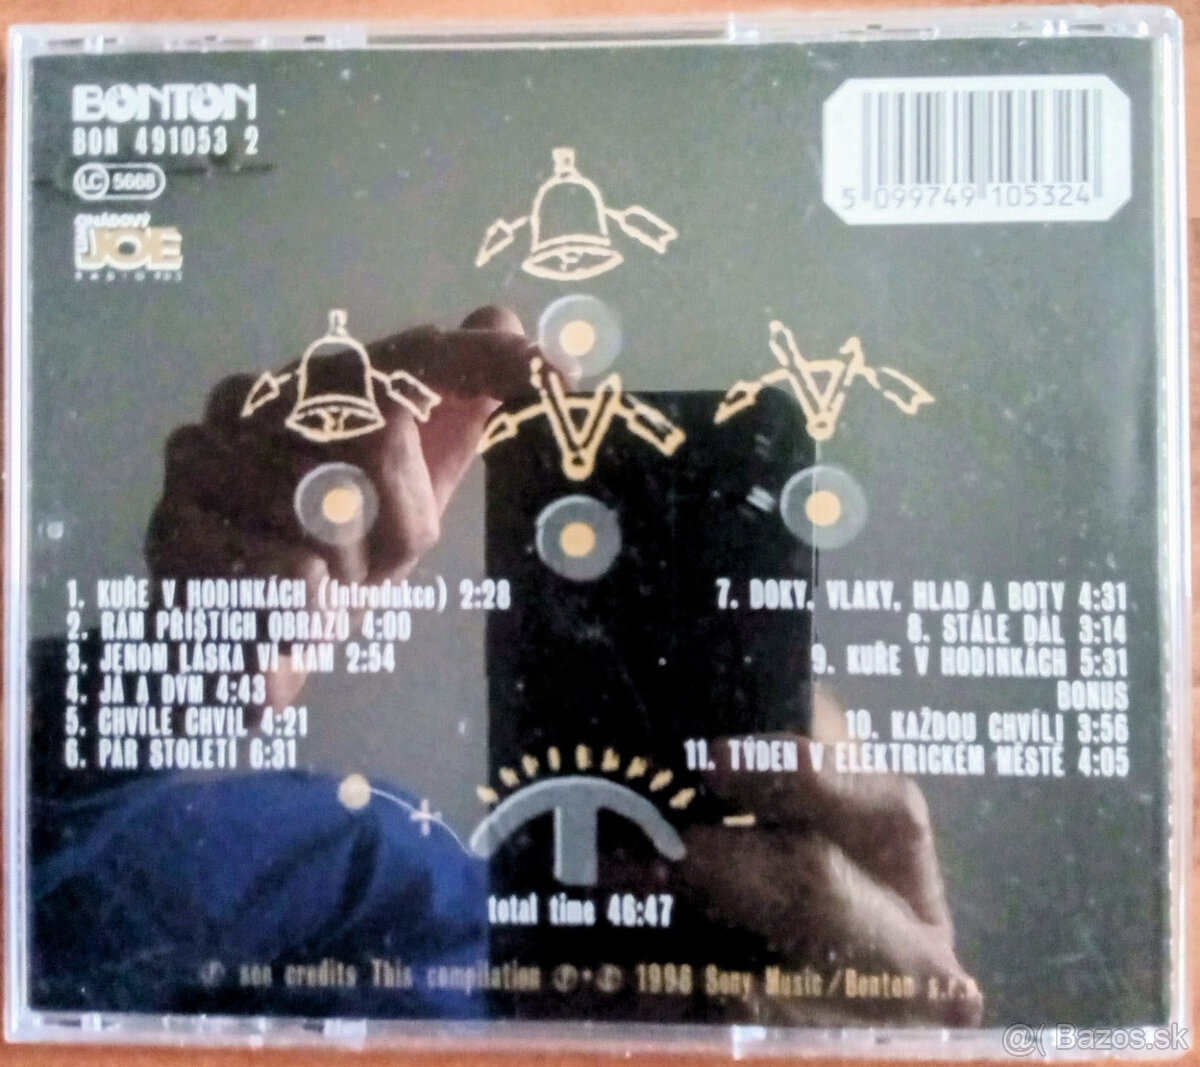 BONTON
BON 491053 2
LC 5668
JOE
5 099749 105324
1. KUŘE V HODINKÁCH (Introdukce) 2:28
2. RÁM PŘÍŠTÍCH OBRAZŮ 4:00
3. JENOM LÁSKA VÍ KAM 2:54
4. JÁ A DÝM 4:43
5. CHVÍLE CHVIL 4:21
6. PÁR STOLETÍ 6:31
7. DOKY, VLAKY, HLAD A BOTY 4:31
8. STÁLE DÁL 3:14
9. KUŘE V HODINKÁCH 5:31
BONUS
10. KAŽDOU CHVÍLI 3:56
11. TÝDEN V ELEKTRICKÉM MĚSTĚ 4:05
+
−
total time 46:47
℗ see credits This compilation ℗ + © 1998 Sony Music/Bonton s.r.o.
@( Bazos.sk